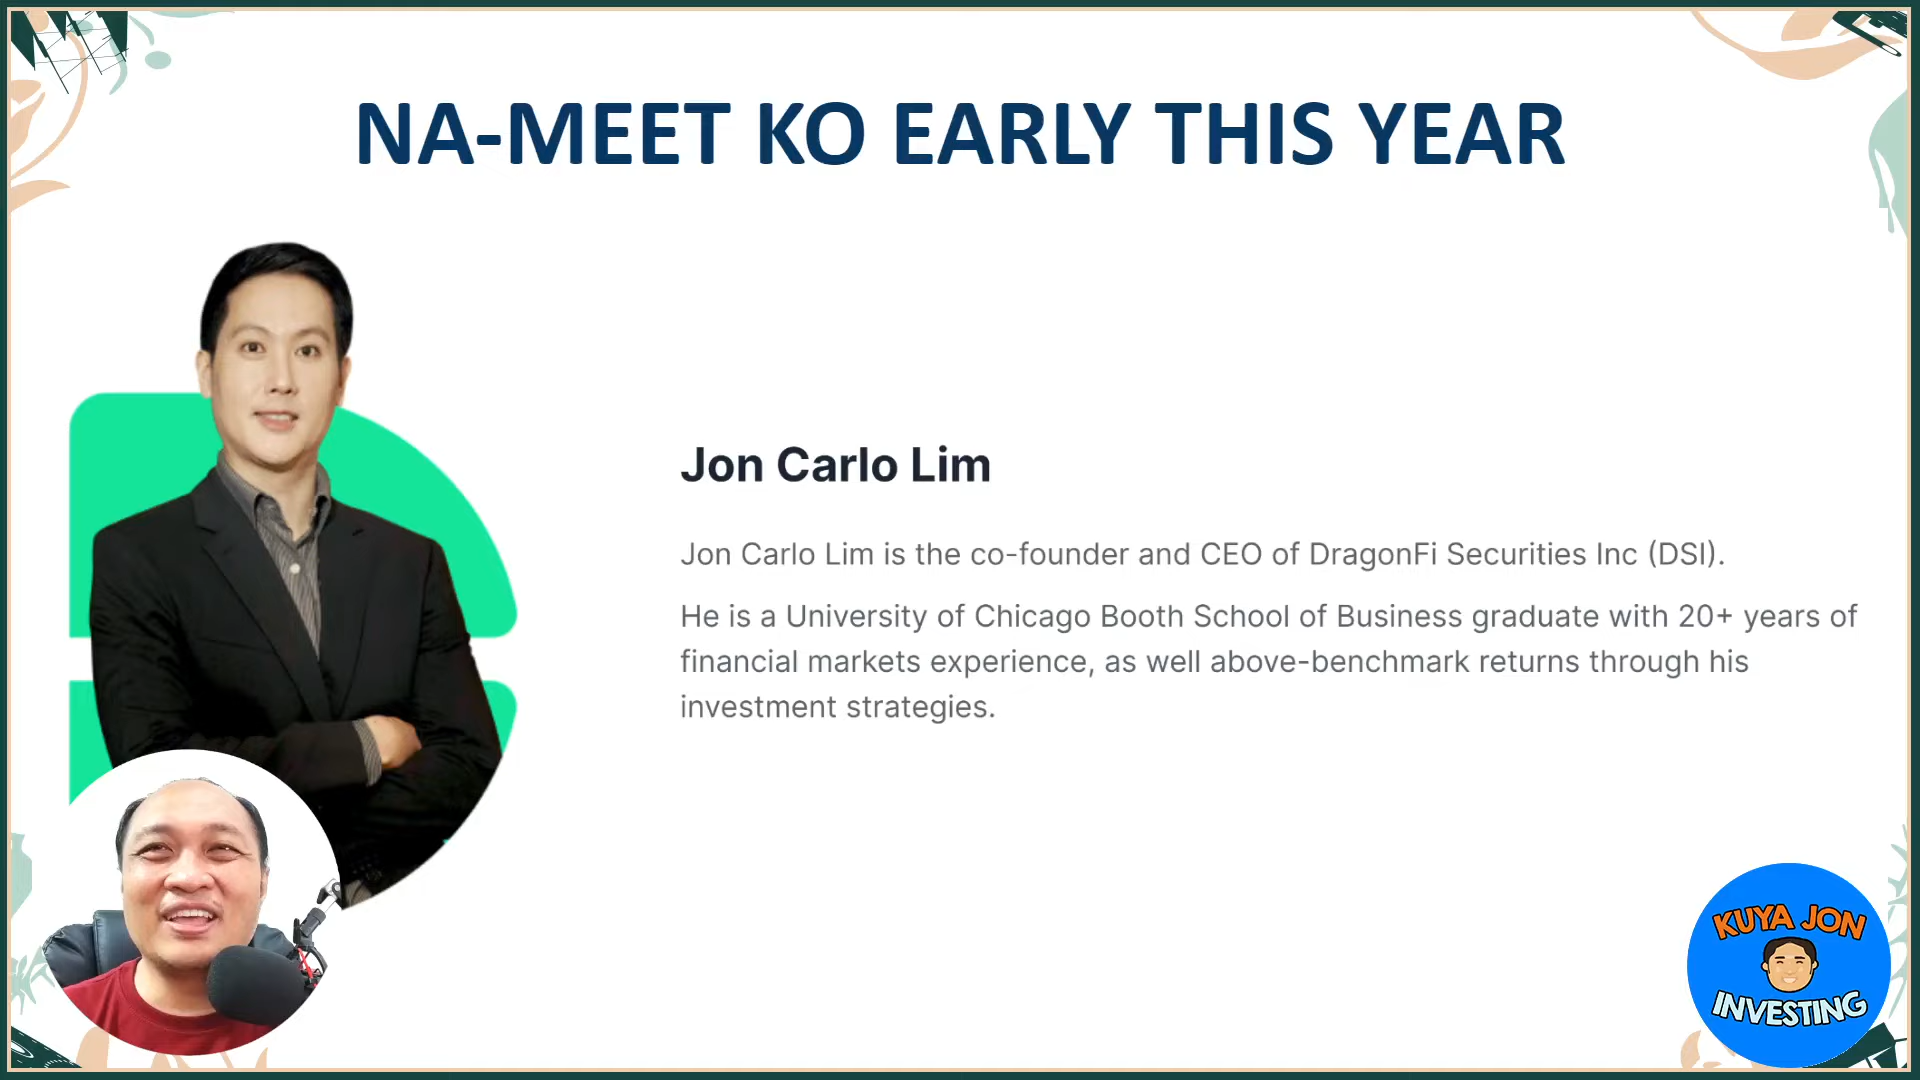 NA-MEET KO EARLY THIS YEAR
Jon Carlo Lim
Jon Carlo Lim is the co-founder and CEO of DragonFi Securities Inc (DSI).
He is a University of Chicago Booth School of Business graduate with 20+ years of
financial markets experience, as well above-benchmark returns through his
investment strategies.
KUYA JON
INVESTING